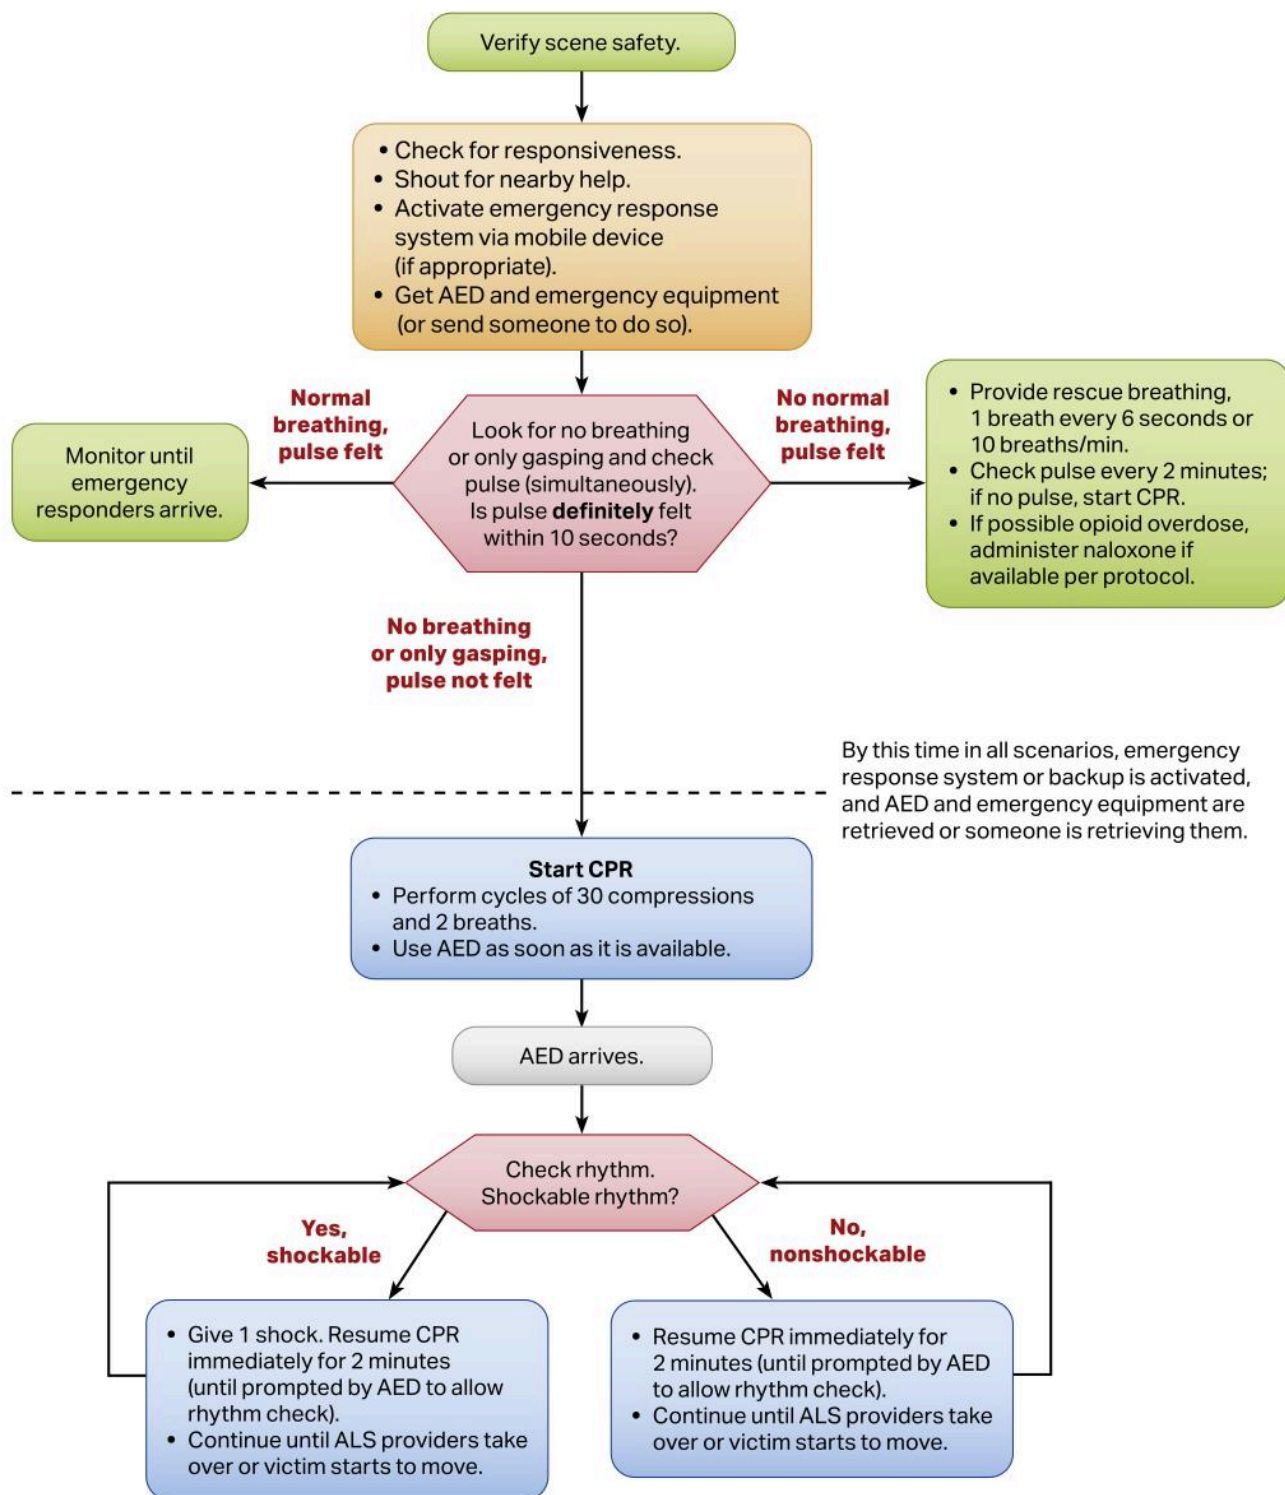 Verify scene safety.
• Check for responsiveness.
• Shout for nearby help.
• Activate emergency response
system via mobile device
(if appropriate).
• Get AED and emergency equipment
(or send someone to do so).
Normal
breathing,
pulse felt
Look for no breathing
or only gasping and check
pulse (simultaneously).
Is pulse definitely felt
within 10 seconds?
No normal
breathing,
pulse felt
Monitor until
emergency
responders arrive.
• Provide rescue breathing,
1 breath every 6 seconds or
10 breaths/min.
• Check pulse every 2 minutes;
if no pulse, start CPR.
• If possible opioid overdose,
administer naloxone if
available per protocol.
No breathing
or only gasping,
pulse not felt
By this time in all scenarios, emergency
response system or backup is activated,
and AED and emergency equipment are
retrieved or someone is retrieving them.
Start CPR
• Perform cycles of 30 compressions
and 2 breaths.
• Use AED as soon as it is available.
AED arrives.
Check rhythm.
Shockable rhythm?
Yes,
shockable
No,
nonshockable
• Give 1 shock. Resume CPR
immediately for 2 minutes
(until prompted by AED to allow
rhythm check).
• Continue until ALS providers take
over or victim starts to move.
• Resume CPR immediately for
2 minutes (until prompted by AED
to allow rhythm check).
• Continue until ALS providers take
over or victim starts to move.